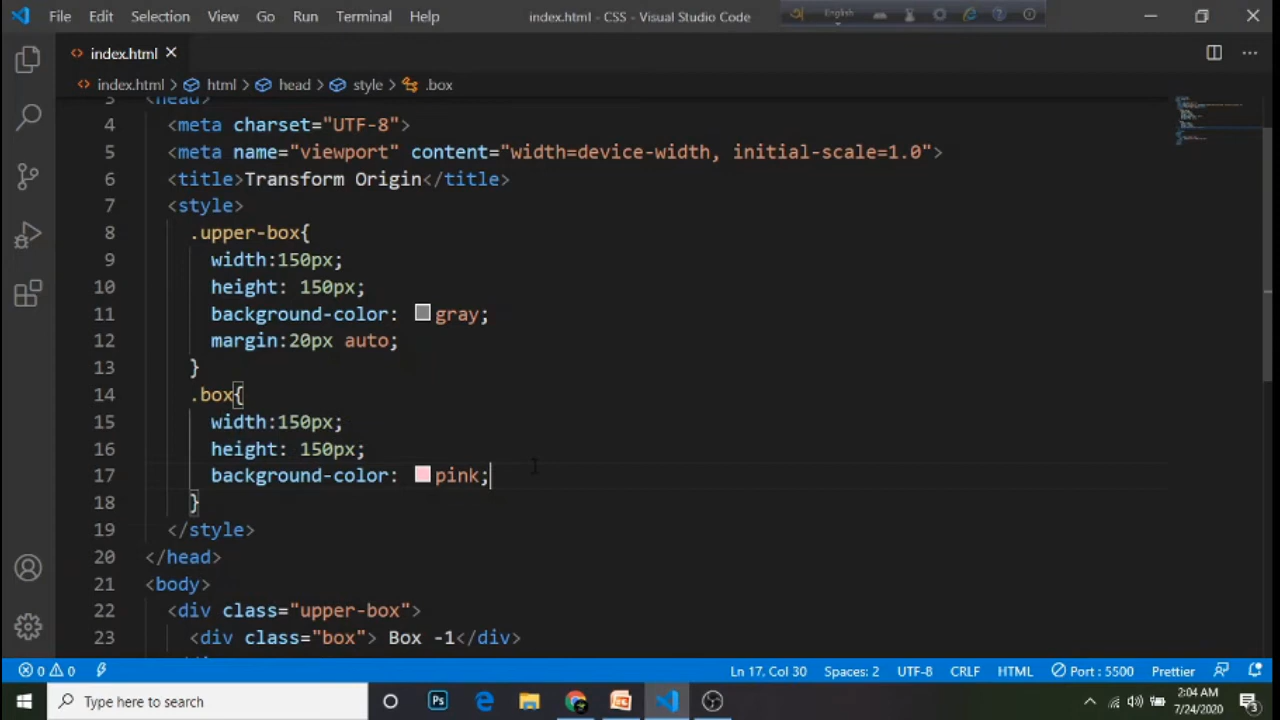 File Edit Selection View Go Run Terminal Help index.html - CSS - Visual Studio Code English
index.html
index.html > html > head > style > .box
3 <head>
4 <meta charset="UTF-8">
5 <meta name="viewport" content="width=device-width, initial-scale=1.0">
6 <title>Transform Origin</title>
7 <style>
8 .upper-box{
9 width:150px;
10 height: 150px;
11 background-color: gray;
12 margin:20px auto;
13 }
14 .box{
15 width:150px;
16 height: 150px;
17 background-color: pink;
18 }
19 </style>
20 </head>
21 <body>
22 <div class="upper-box">
23 <div class="box"> Box -1</div>
0 0 Ln 17, Col 30 Spaces: 2 UTF-8 CRLF HTML Port : 5500 Prettier
Type here to search Ps 2:04 AM
7/24/2020 3